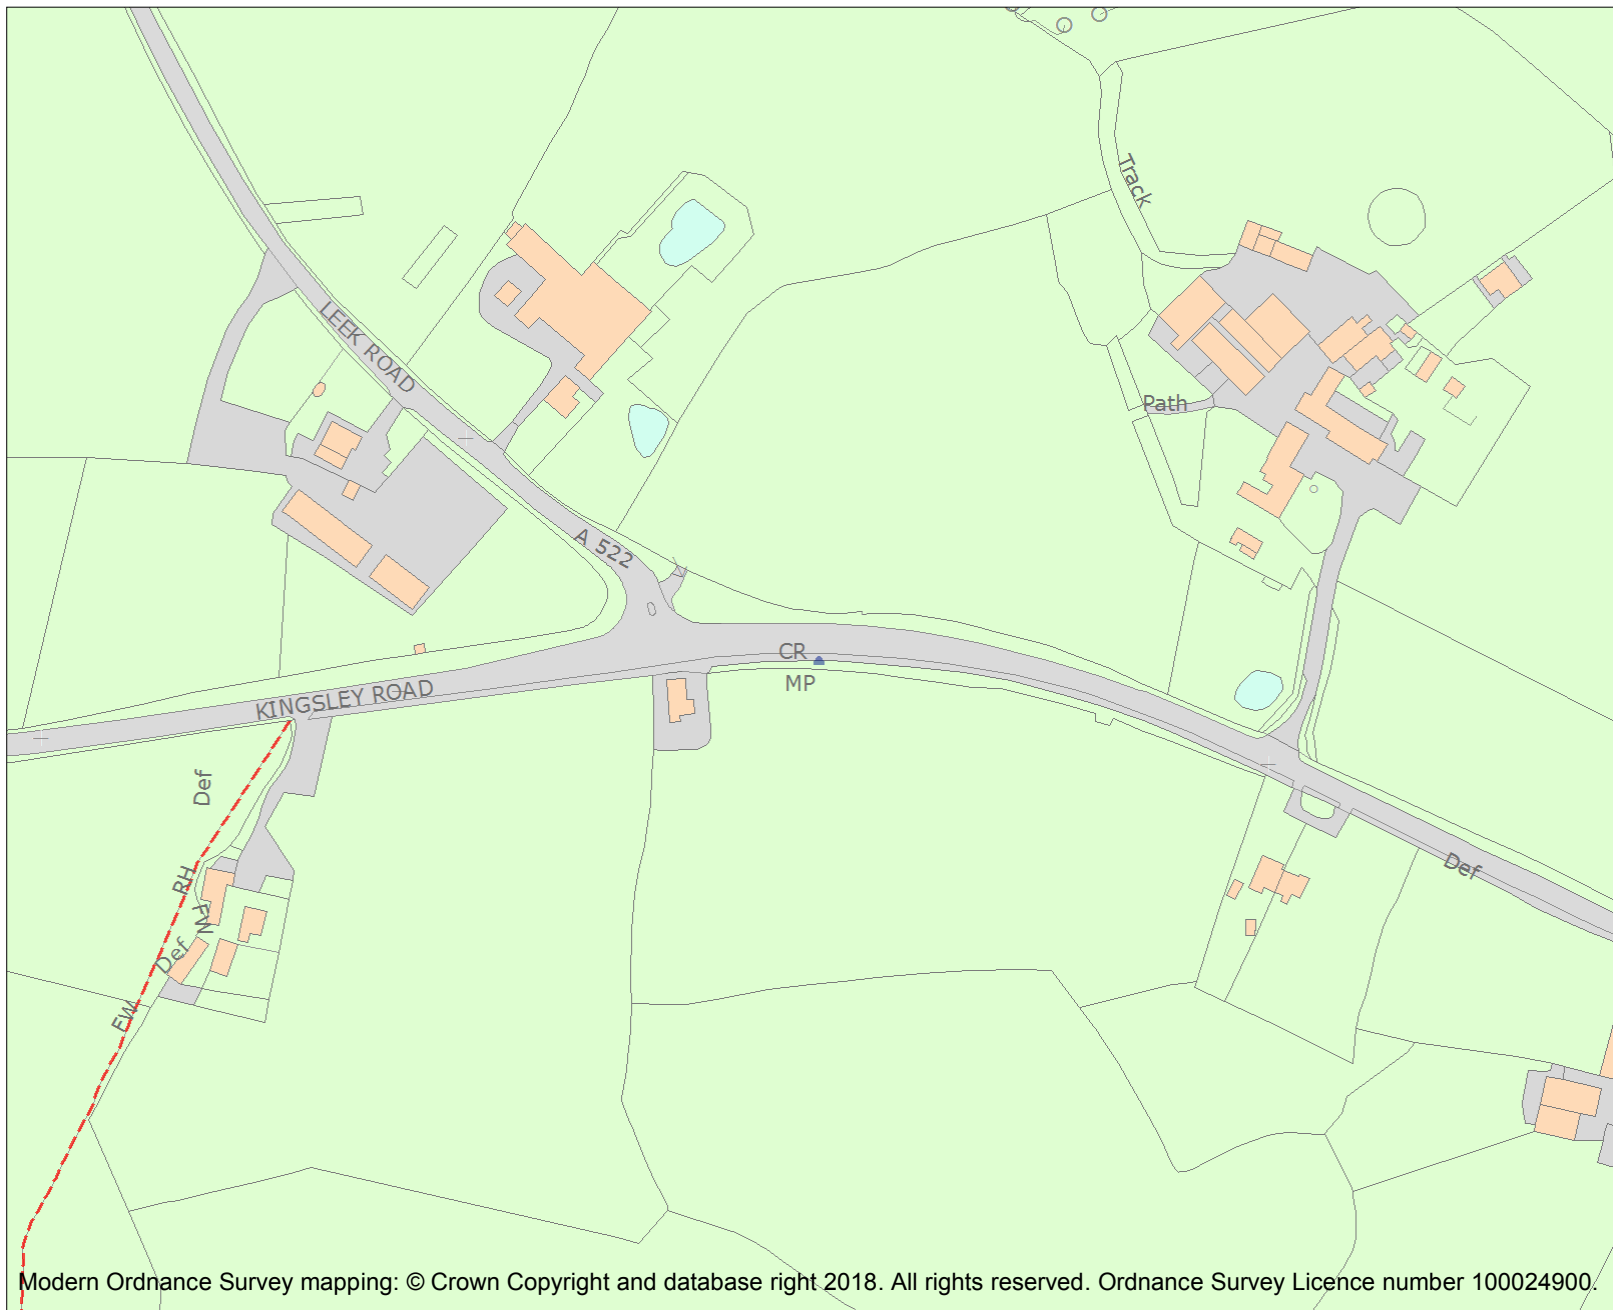 Track
LEEK ROAD
Path
A 522
CR
MP
KINGSLEY ROAD
Def
Def
RH
FW
Def
EW
Modern Ordnance Survey mapping: © Crown Copyright and database right 2018. All rights reserved. Ordnance Survey Licence number 100024900.